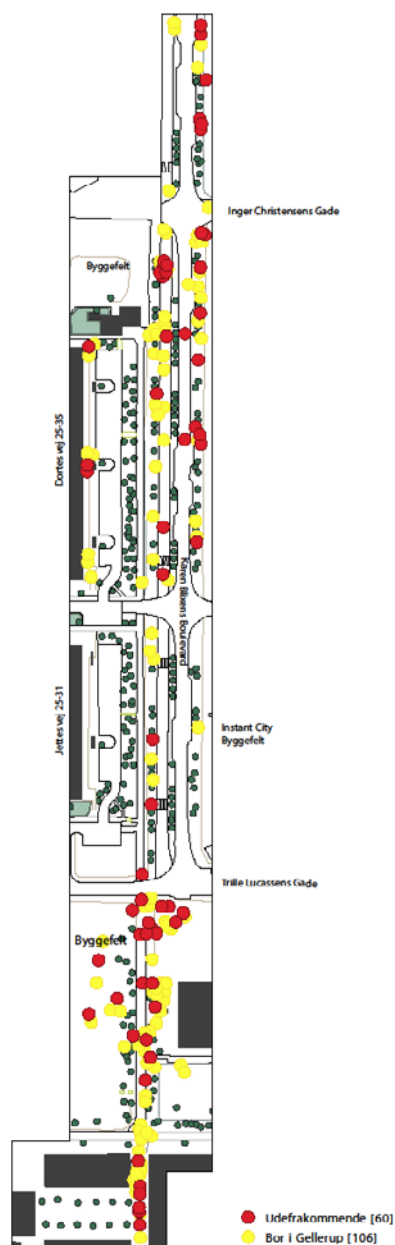 Inger Christensens Gade
Byggefelt
Dortes vej 25-35
Karen Blixens Boulevard
Jettes vej 25-31
Instant City
Byggefelt
Trille Lucassens Gade
Byggefelt
Udefrakommende [60]
Bor i Gellerup [106]